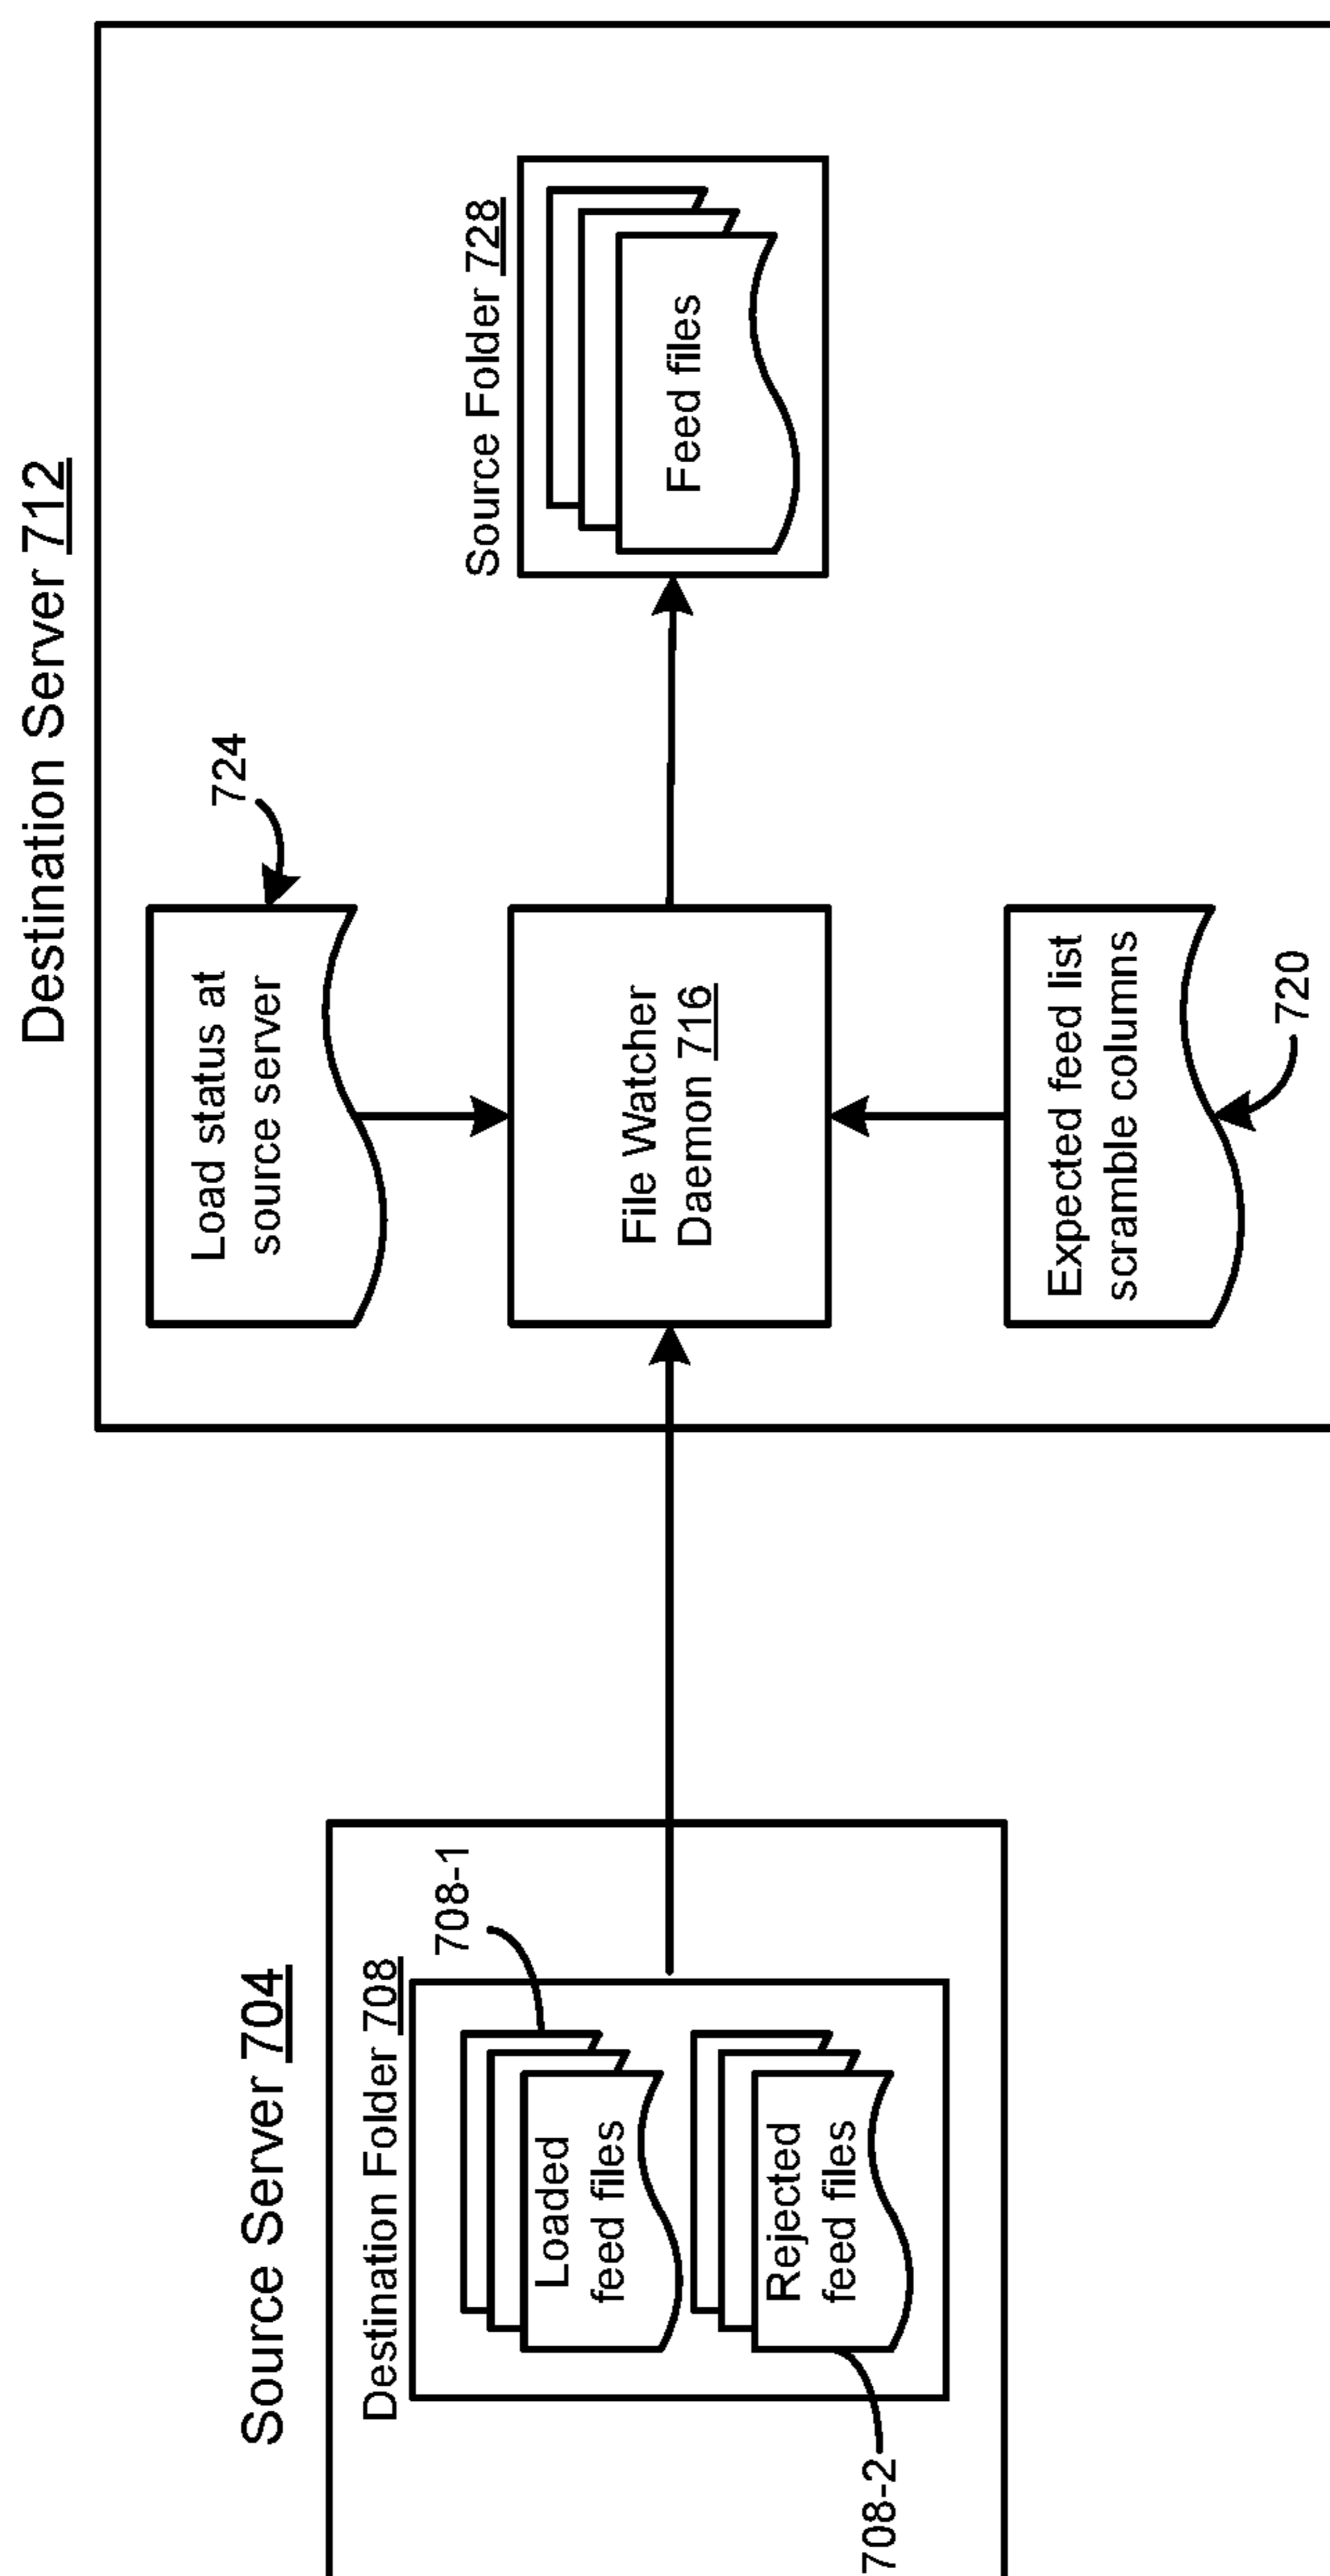 Destination Server 712
Source Server 704
Destination Folder 708
708-1
Loaded
feed files
Rejected
feed files
708-2
724
Load status at
source server
File Watcher
Daemon 716
Expected feed list
scramble columns
720
Source Folder 728
Feed files